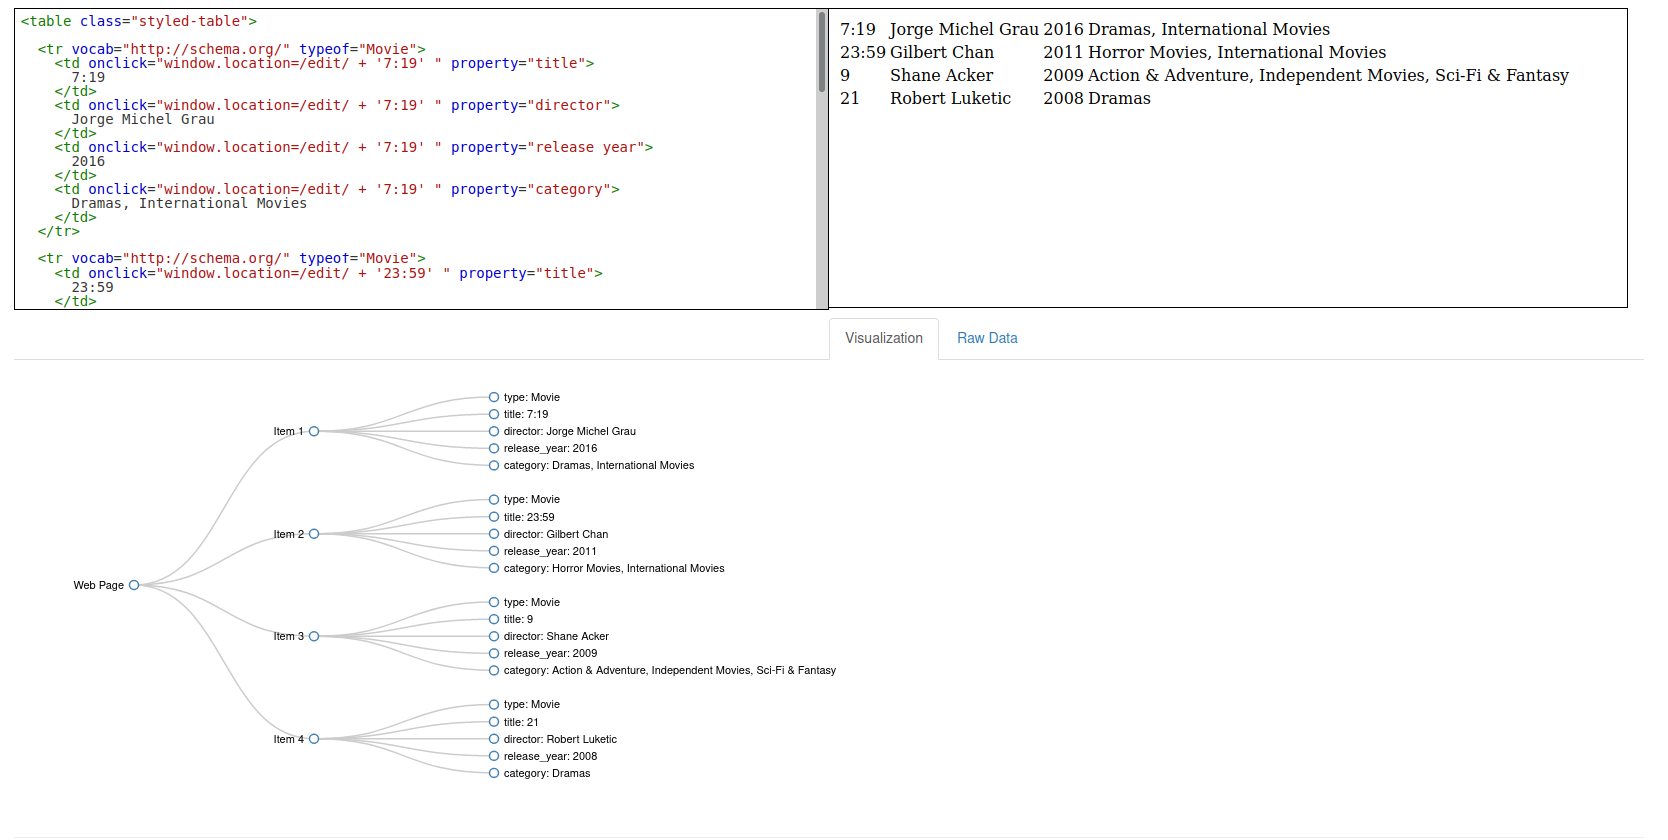 <table class="styled-table">
<tr vocab="http://schema.org/" typeof="Movie">
<td onclick="window.location=/edit/ + '7:19' " property="title">
7:19
</td>
<td onclick="window.location=/edit/ + '7:19' " property="director">
Jorge Michel Grau
</td>
<td onclick="window.location=/edit/ + '7:19' " property="release year">
2016
</td>
<td onclick="window.location=/edit/ + '7:19' " property="category">
Dramas, International Movies
</td>
</tr>
<tr vocab="http://schema.org/" typeof="Movie">
<td onclick="window.location=/edit/ + '23:59' " property="title">
23:59
</td>
7:19 Jorge Michel Grau 2016 Dramas, International Movies
23:59 Gilbert Chan 2011 Horror Movies, International Movies
9 Shane Acker 2009 Action & Adventure, Independent Movies, Sci-Fi & Fantasy
21 Robert Luketic 2008 Dramas
Visualization Raw Data
Web Page
Item 1
type: Movie
title: 7:19
director: Jorge Michel Grau
release_year: 2016
category: Dramas, International Movies
Item 2
type: Movie
title: 23:59
director: Gilbert Chan
release_year: 2011
category: Horror Movies, International Movies
Item 3
type: Movie
title: 9
director: Shane Acker
release_year: 2009
category: Action & Adventure, Independent Movies, Sci-Fi & Fantasy
Item 4
type: Movie
title: 21
director: Robert Luketic
release_year: 2008
category: Dramas